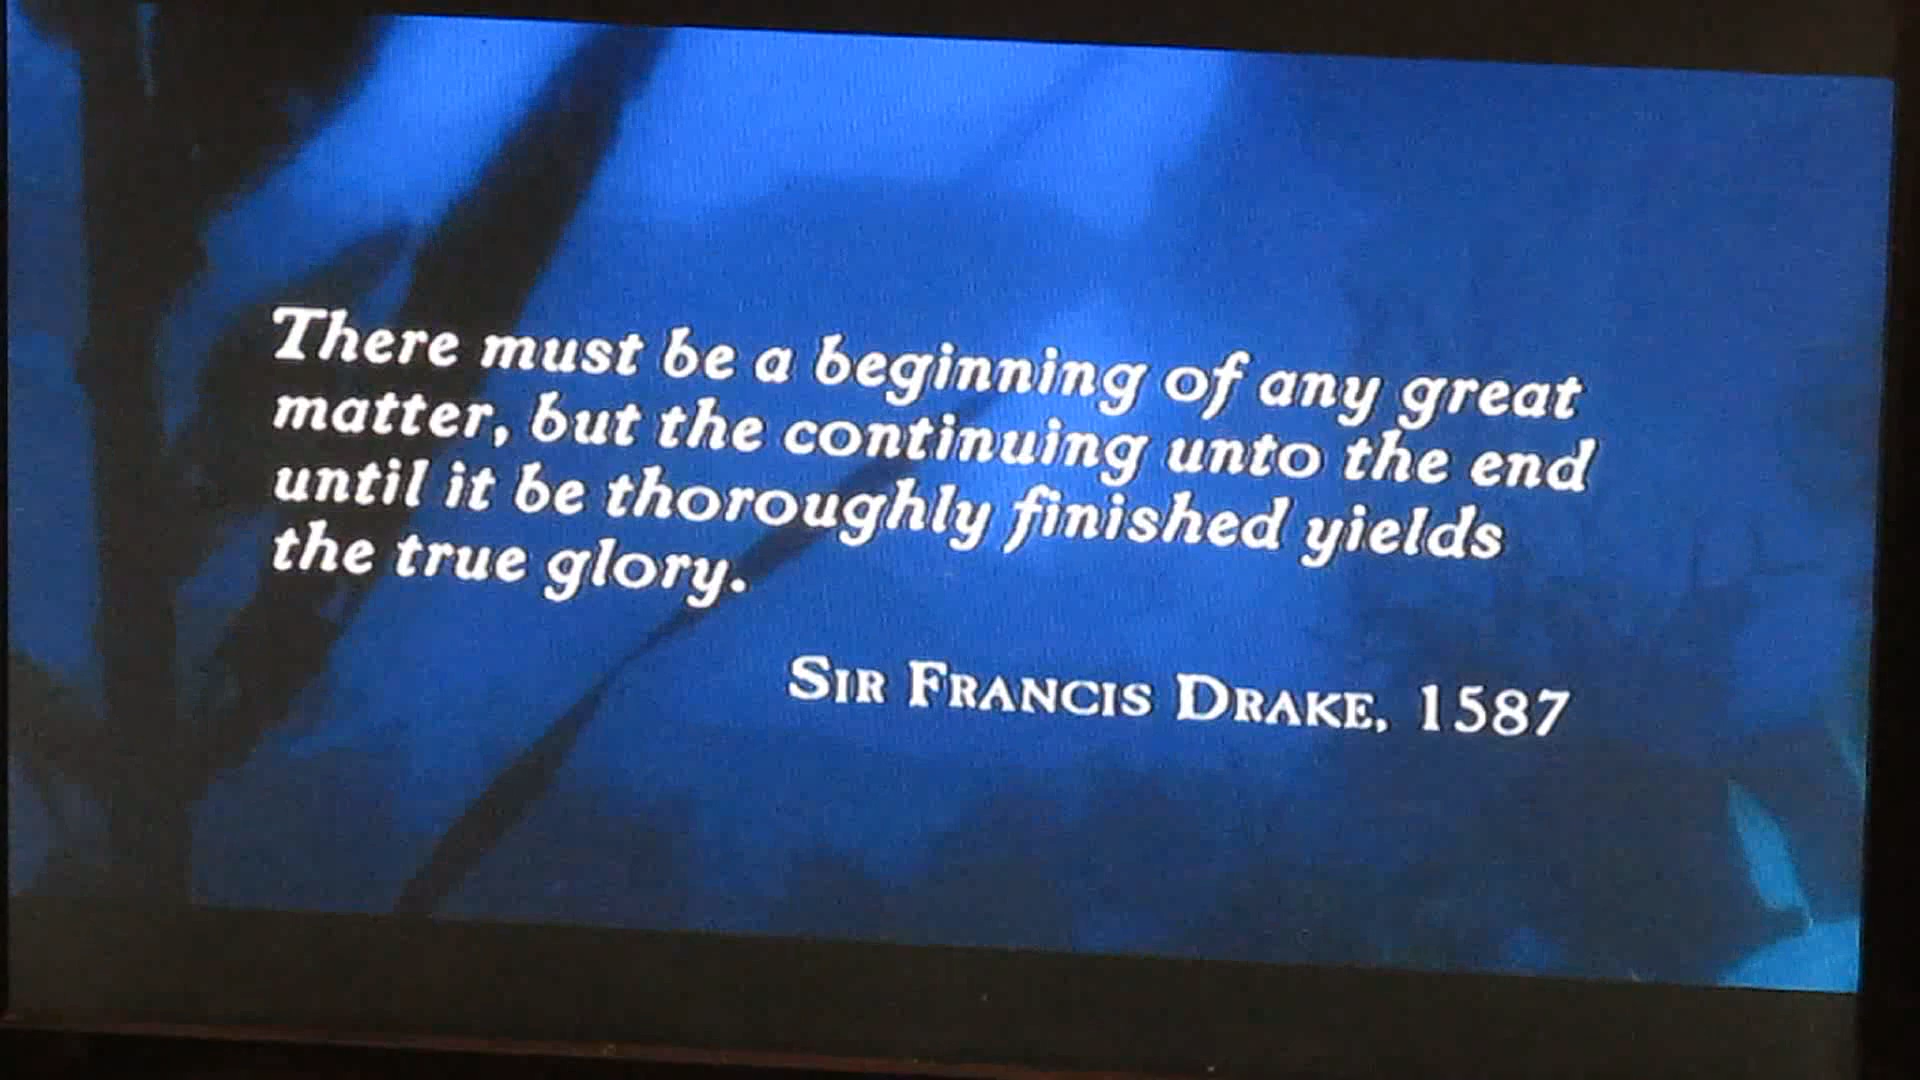 There must be a beginning of any great
matter, but the continuing unto the end
until it be thoroughly finished yields
the true glory.
SIR FRANCIS DRAKE, 1587